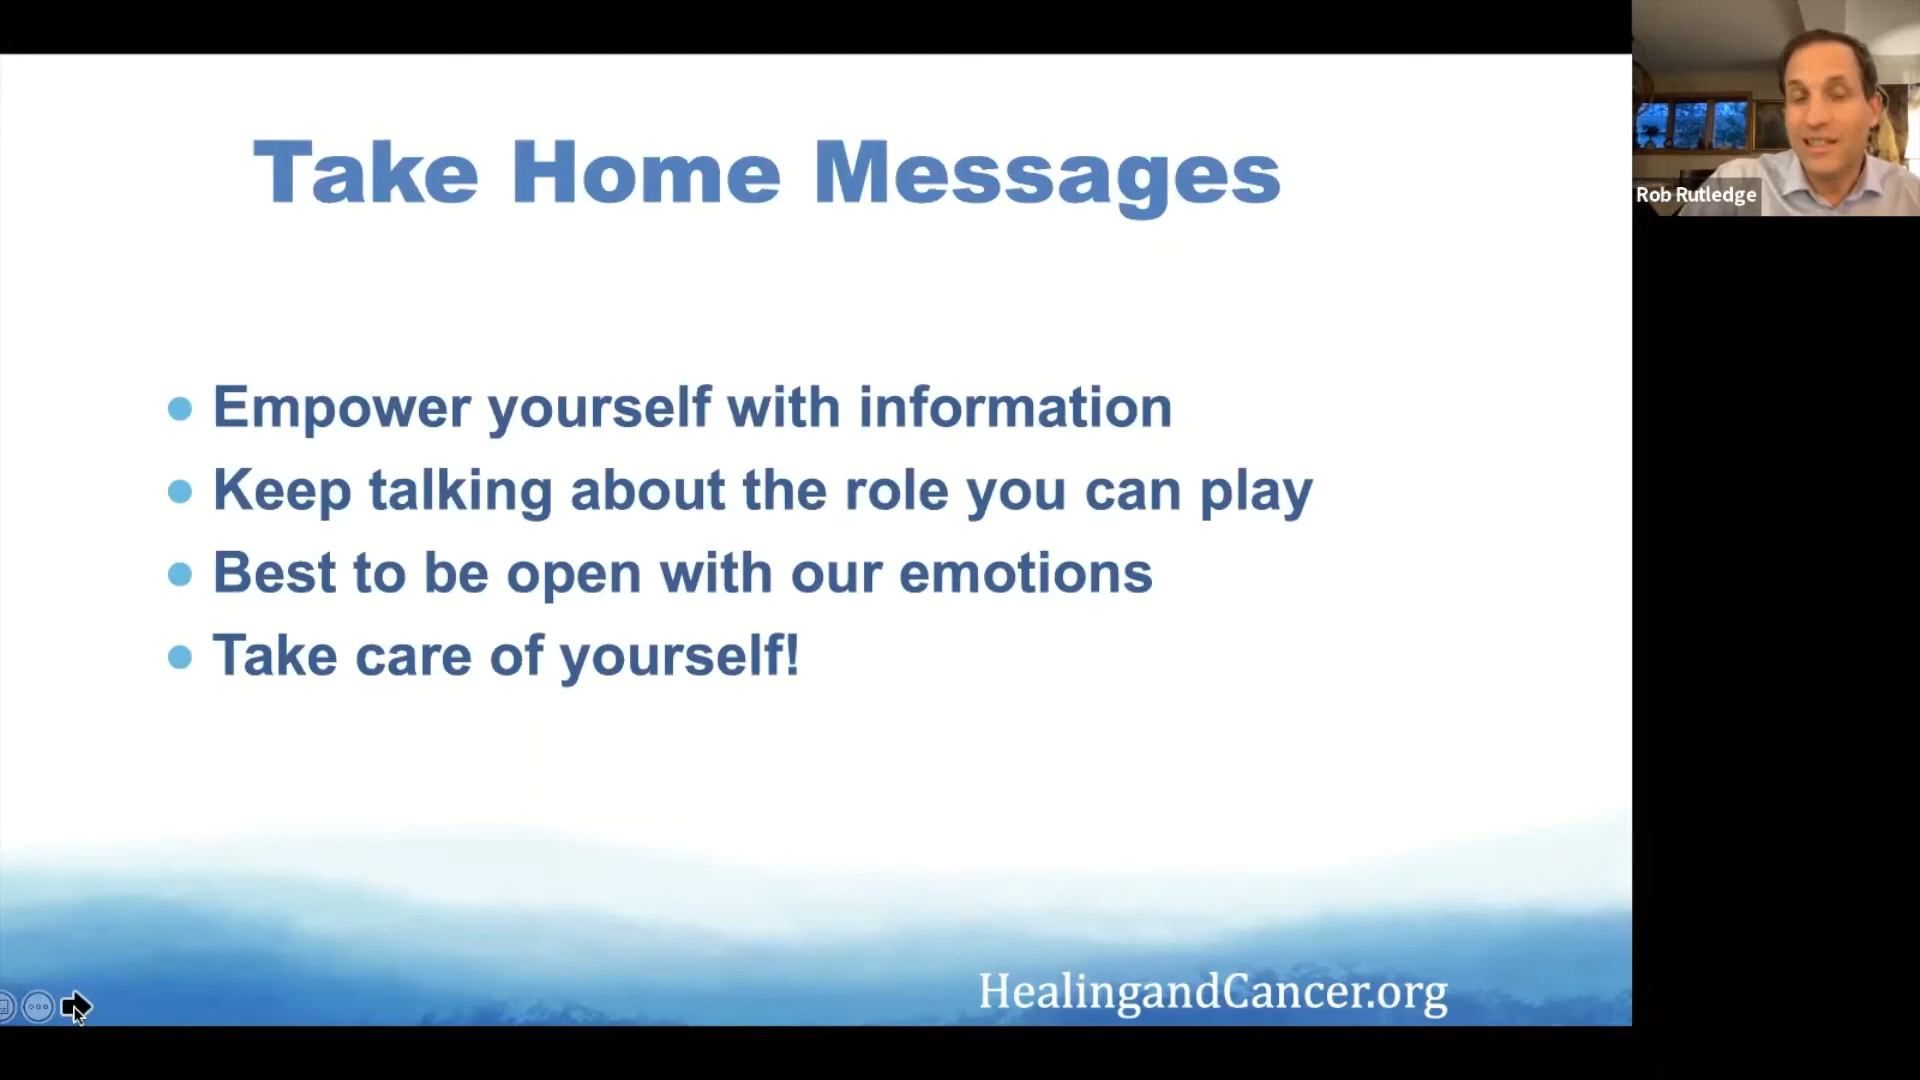 Take Home Messages
Rob Rutledge
Empower yourself with information
Keep talking about the role you can play
Best to be open with our emotions
Take care of yourself!
HealingandCancer.org